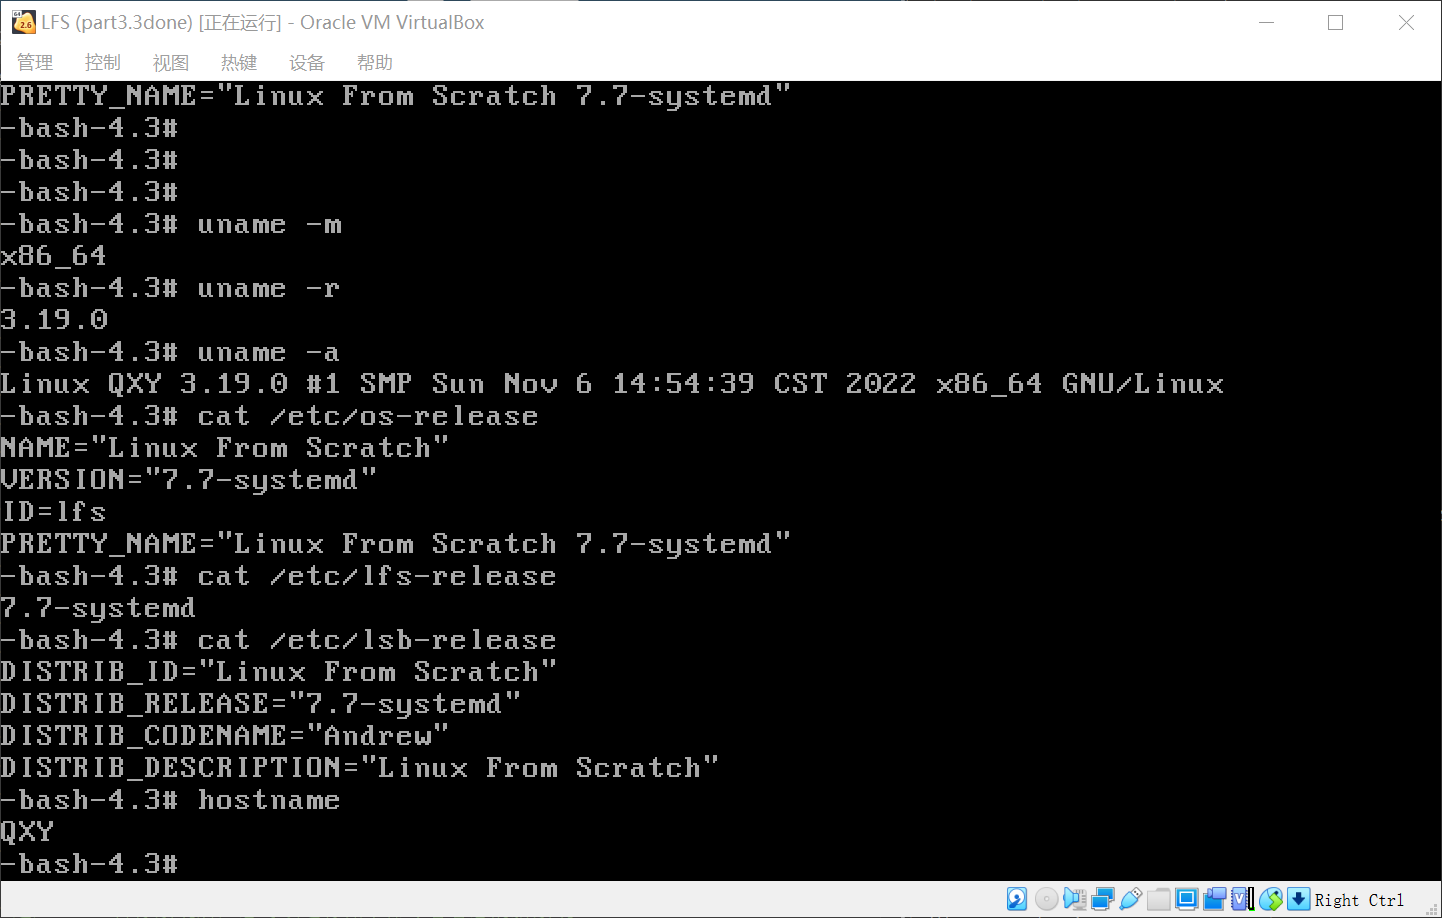 LFS (part3.3done) [正在运行] - Oracle VM VirtualBox
管理 控制 视图 热键 设备 帮助
PRETTY_NAME="Linux From Scratch 7.7-systemd"
-bash-4.3#
-bash-4.3#
-bash-4.3#
-bash-4.3# uname -m
x86_64
-bash-4.3# uname -r
3.19.0
-bash-4.3# uname -a
Linux QXY 3.19.0 #1 SMP Sun Nov 6 14:54:39 CST 2022 x86_64 GNU/Linux
-bash-4.3# cat /etc/os-release
NAME="Linux From Scratch"
VERSION="7.7-systemd"
ID=lfs
PRETTY_NAME="Linux From Scratch 7.7-systemd"
-bash-4.3# cat /etc/lfs-release
7.7-systemd
-bash-4.3# cat /etc/lsb-release
DISTRIB_ID="Linux From Scratch"
DISTRIB_RELEASE="7.7-systemd"
DISTRIB_CODENAME="Andrew"
DISTRIB_DESCRIPTION="Linux From Scratch"
-bash-4.3# hostname
QXY
-bash-4.3#
Right Ctrl